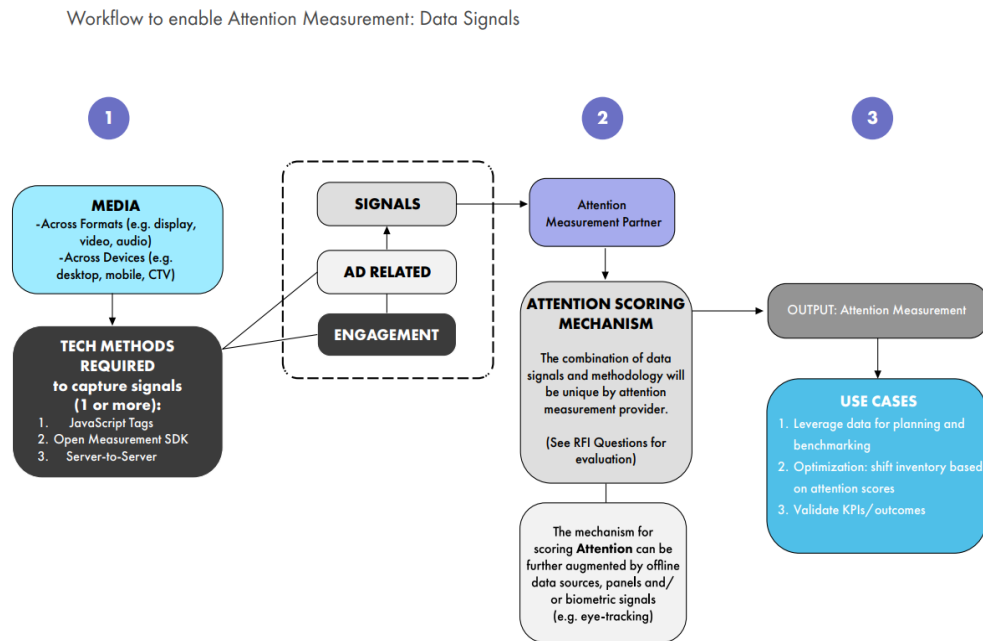 Workflow to enable Attention Measurement: Data Signals
1
2
3
MEDIA
-Across Formats (e.g. display,
video, audio)
-Across Devices (e.g.
desktop, mobile, CTV)
TECH METHODS
REQUIRED
to capture signals
(1 or more):
1. JavaScript Tags
2. Open Measurement SDK
3. Server-to-Server
SIGNALS
AD RELATED
ENGAGEMENT
Attention
Measurement Partner
ATTENTION SCORING
MECHANISM
The combination of data
signals and methodology will
be unique by attention
measurement provider.
(See RFI Questions for
evaluation)
The mechanism for
scoring Attention can be
further augmented by offline
data sources, panels and/
or biometric signals
(e.g. eye-tracking)
OUTPUT: Attention Measurement
USE CASES
1. Leverage data for planning and
benchmarking
2. Optimization: shift inventory based
on attention scores
3. Validate KPIs/outcomes